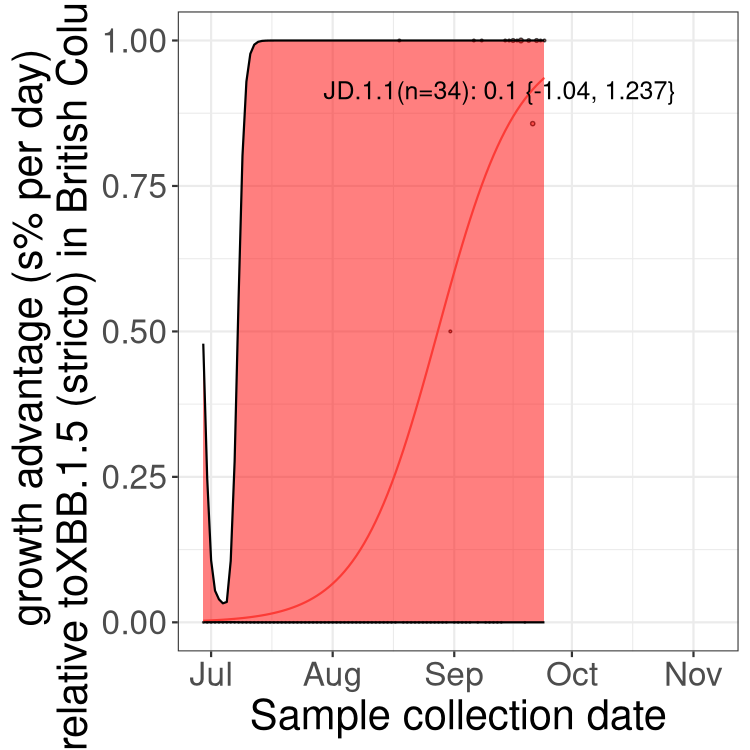 growth advantage (s% per day)
relative toXBB.1.5 (stricto) in British Colu
1.00
0.75
0.50
0.25
0.00
JD.1.1(n=34): 0.1 {-1.04, 1.237}
Jul Aug Sep Oct Nov
Sample collection date